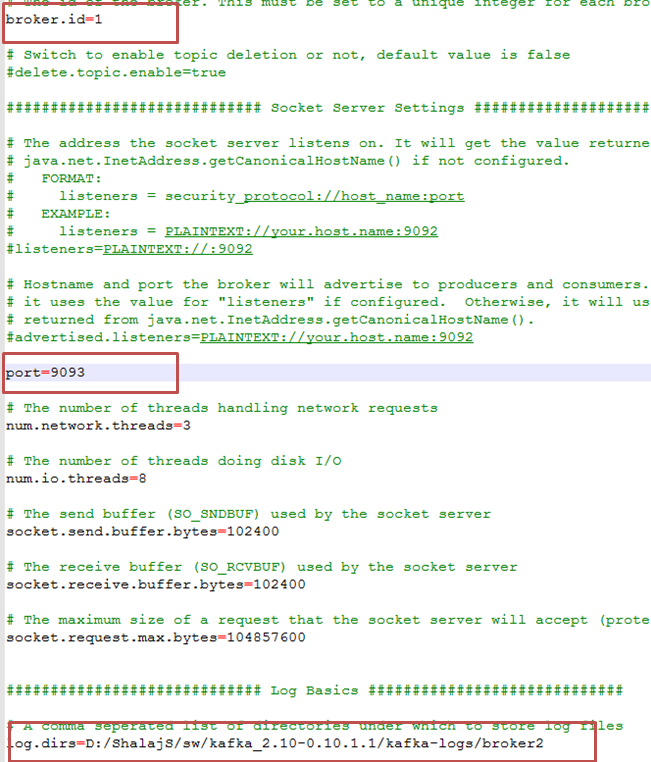 # The id of the broker. This must be set to a unique integer for each bro
broker.id=1
# Switch to enable topic deletion or not, default value is false
#delete.topic.enable=true
############################# Socket Server Settings ####################
# The address the socket server listens on. It will get the value returne
# java.net.InetAddress.getCanonicalHostName() if not configured.
#   FORMAT:
#     listeners = security_protocol://host_name:port
#   EXAMPLE:
#     listeners = PLAINTEXT://your.host.name:9092
#listeners=PLAINTEXT://:9092
# Hostname and port the broker will advertise to producers and consumers.
# it uses the value for "listeners" if configured.  Otherwise, it will us
# returned from java.net.InetAddress.getCanonicalHostName().
#advertised.listeners=PLAINTEXT://your.host.name:9092
port=9093
# The number of threads handling network requests
num.network.threads=3
# The number of threads doing disk I/O
num.io.threads=8
# The send buffer (SO_SNDBUF) used by the socket server
socket.send.buffer.bytes=102400
# The receive buffer (SO_RCVBUF) used by the socket server
socket.receive.buffer.bytes=102400
# The maximum size of a request that the socket server will accept (prote
socket.request.max.bytes=104857600
############################# Log Basics #############################
# A comma seperated list of directories under which to store log files
log.dirs=D:/ShalajS/sw/kafka_2.10-0.10.1.1/kafka-logs/broker2